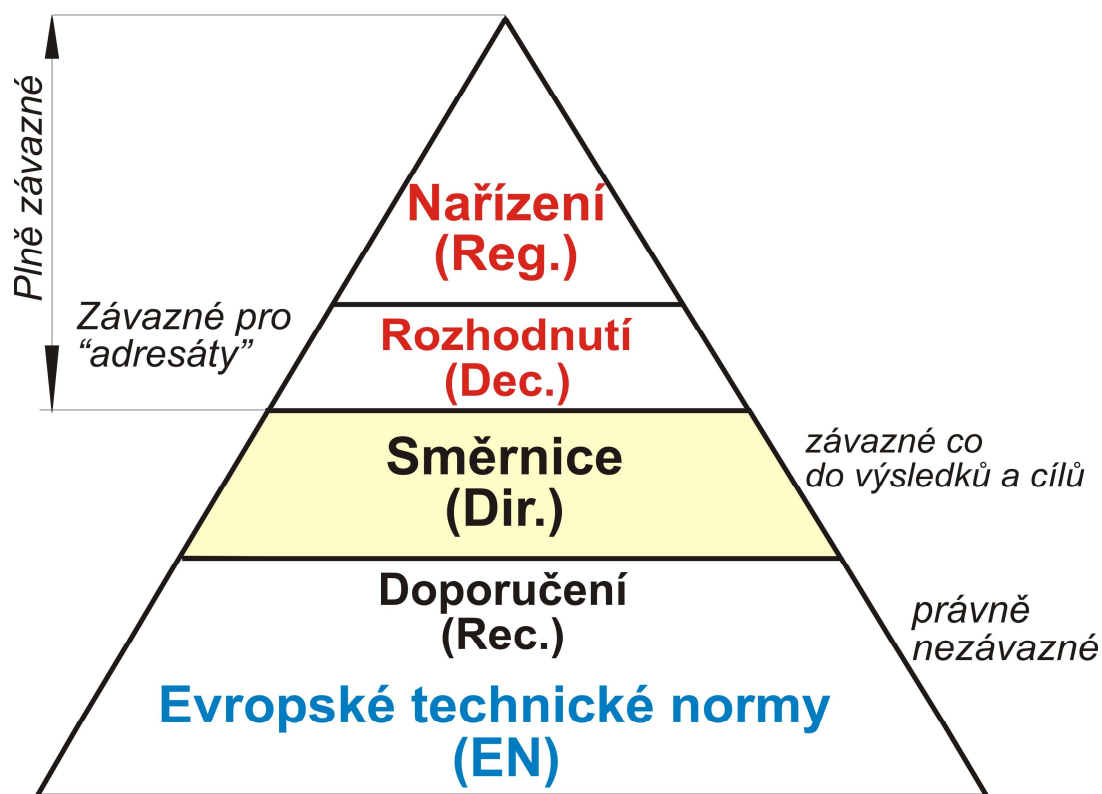 Plně závazné
Nařízení
(Reg.)
Závazné pro
“adresáty”
Rozhodnutí
(Dec.)
Směrnice
(Dir.)
závazné co
do výsledků a cílů
Doporučení
(Rec.)
právně
nezávazné
Evropské technické normy
(EN)